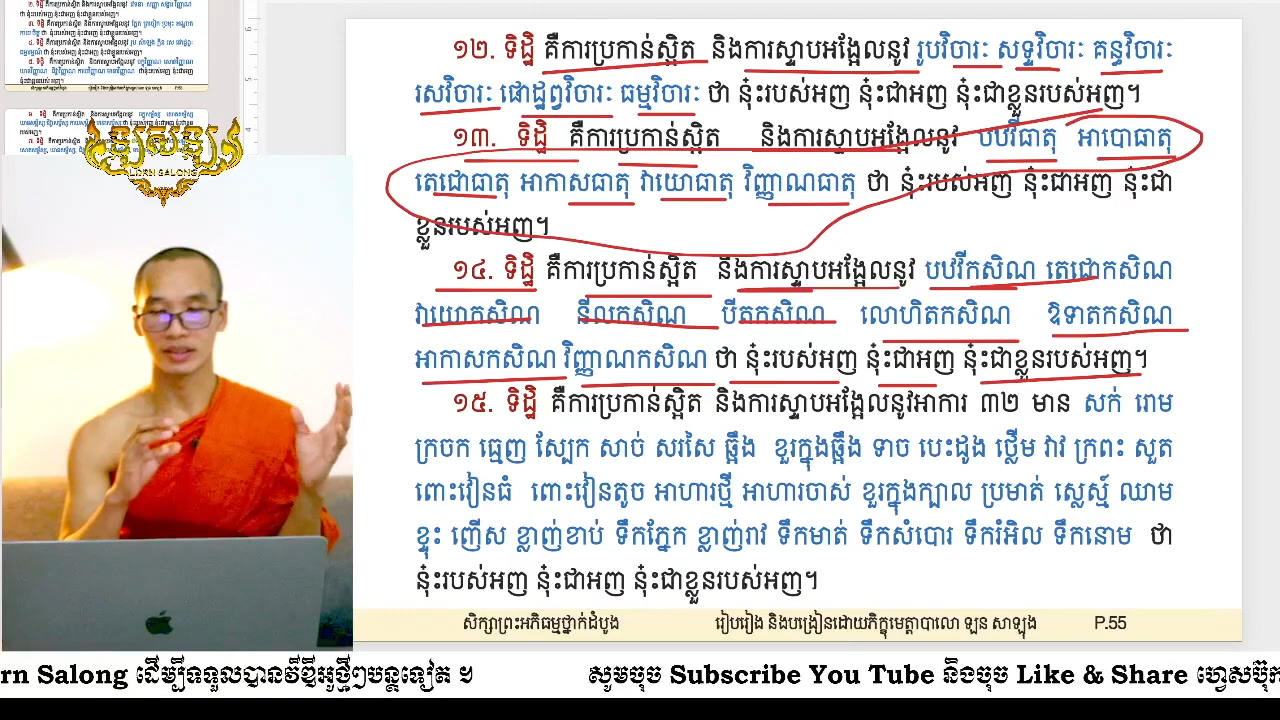 ១២. ទិដ្ឋិ គឺការប្រកាន់ស្អិត និងការស្ទាបអង្អែលនូវ រូបវិចារៈ សទ្ទវិចារៈ គន្ធវិចារៈ
រសវិចារៈ ផោដ្ឋព្វវិចារៈ ធម្មវិចារៈ ថា នុ៎ះរបស់អញ នុ៎ះជាអញ នុ៎ះជាខ្លួនរបស់អញ។
១៣. ទិដ្ឋិ គឺការប្រកាន់ស្អិត និងការស្ទាបអង្អែលនូវ បឋវីធាតុ អាបោធាតុ
តេជោធាតុ អាកាសធាតុ វាយោធាតុ វិញ្ញាណធាតុ ថា នុ៎ះរបស់អញ នុ៎ះជាអញ នុ៎ះជា
ខ្លួនរបស់អញ។
១៤. ទិដ្ឋិ គឺការប្រកាន់ស្អិត និងការស្ទាបអង្អែលនូវ បឋវីកសិណ តេជោកសិណ
វាយោកសិណ នីលកសិណ បីតកសិណ លោហិតកសិណ ឱទាតកសិណ
អាកាសកសិណ វិញ្ញាណកសិណ ថា នុ៎ះរបស់អញ នុ៎ះជាអញ នុ៎ះជាខ្លួនរបស់អញ។
១៥. ទិដ្ឋិ គឺការប្រកាន់ស្អិត និងការស្ទាបអង្អែលនូវអាការ ៣២ មាន សក់ រោម
ក្រចក ធ្មេញ ស្បែក សាច់ សរសៃ ឆ្អឹង ខួរក្នុងឆ្អឹង ទាច បេះដូង ថ្លើម វាវ ក្រពះ សួត
ពោះវៀនធំ ពោះវៀនតូច អាហារថ្មី អាហារចាស់ ខួរក្នុងក្បាល ប្រមាត់ ស្លេស្ម៍ ឈាម
ខ្ទុះ ញើស ខ្លាញ់ខាប់ ទឹកភ្នែក ខ្លាញ់រាវ ទឹកមាត់ ទឹកសំបោរ ទឹករំអិល ទឹកនោម ថា
នុ៎ះរបស់អញ នុ៎ះជាអញ នុ៎ះជាខ្លួនរបស់អញ។
សិក្សាព្រះអភិធម្មថ្នាក់ដំបូង រៀបរៀង និងបង្រៀនដោយភិក្ខុមេត្តាបាលោ ឡន សាឡុង P.55
LIORN SALONG
rn Salong ដើម្បីទទួលបានវីឌីអូថ្មីៗបន្តទៀត ។ សូមចុច Subscribe You Tube និងចុច Like & Share ហ្វេសប៊ុក